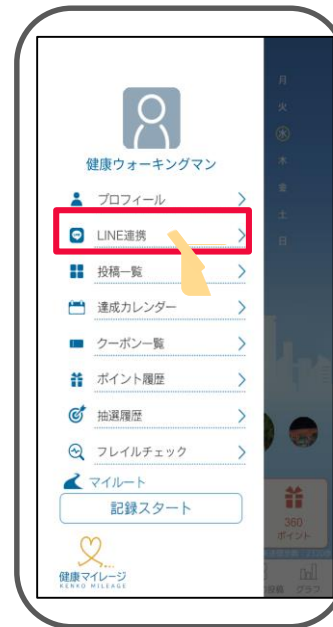 健康ウォーキングマン
プロフィール
LINE連携
投稿一覧
達成カレンダー
クーポン一覧
ポイント履歴
抽選履歴
フレイルチェック
マイルート
記録スタート
健康マイレージ
KENKO MILEAGE
月
火
水
木
金
土
日
360
ポイント
投稿
グラフ